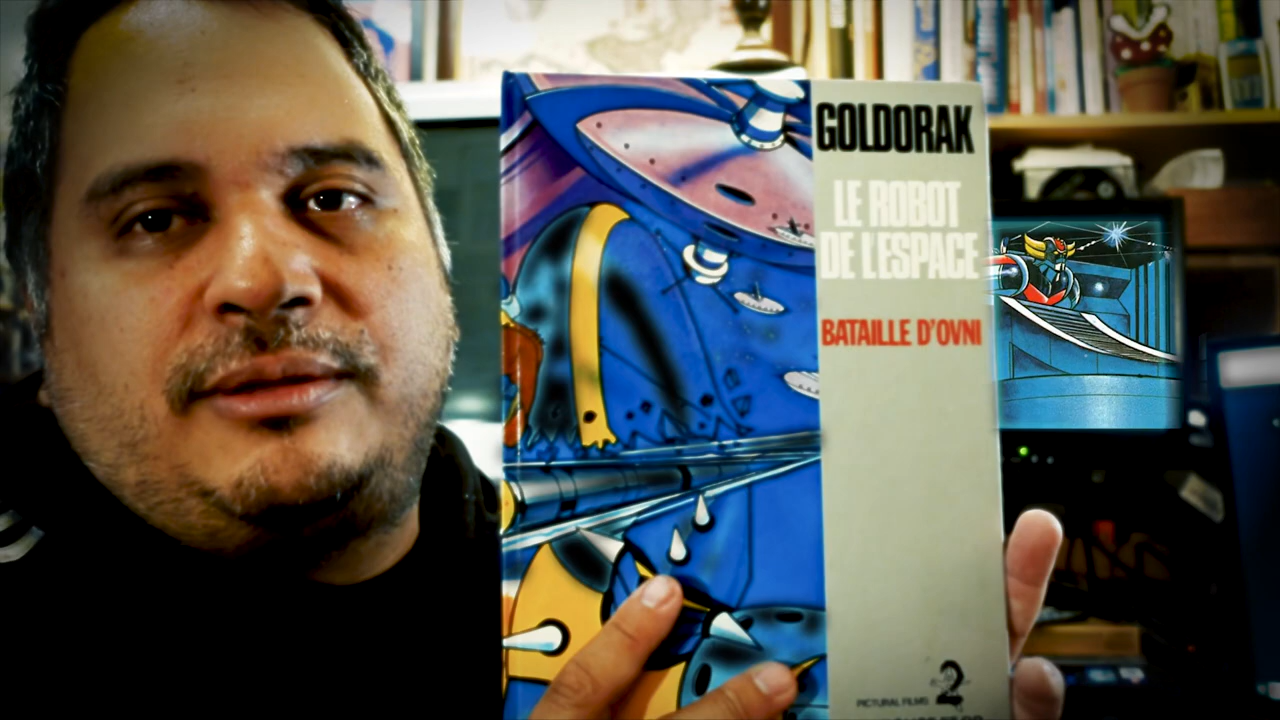 GOLDORAK
LE ROBOT
DE L'ESPACE
BATAILLE D'OVNI
PICTURAL FILMS 2